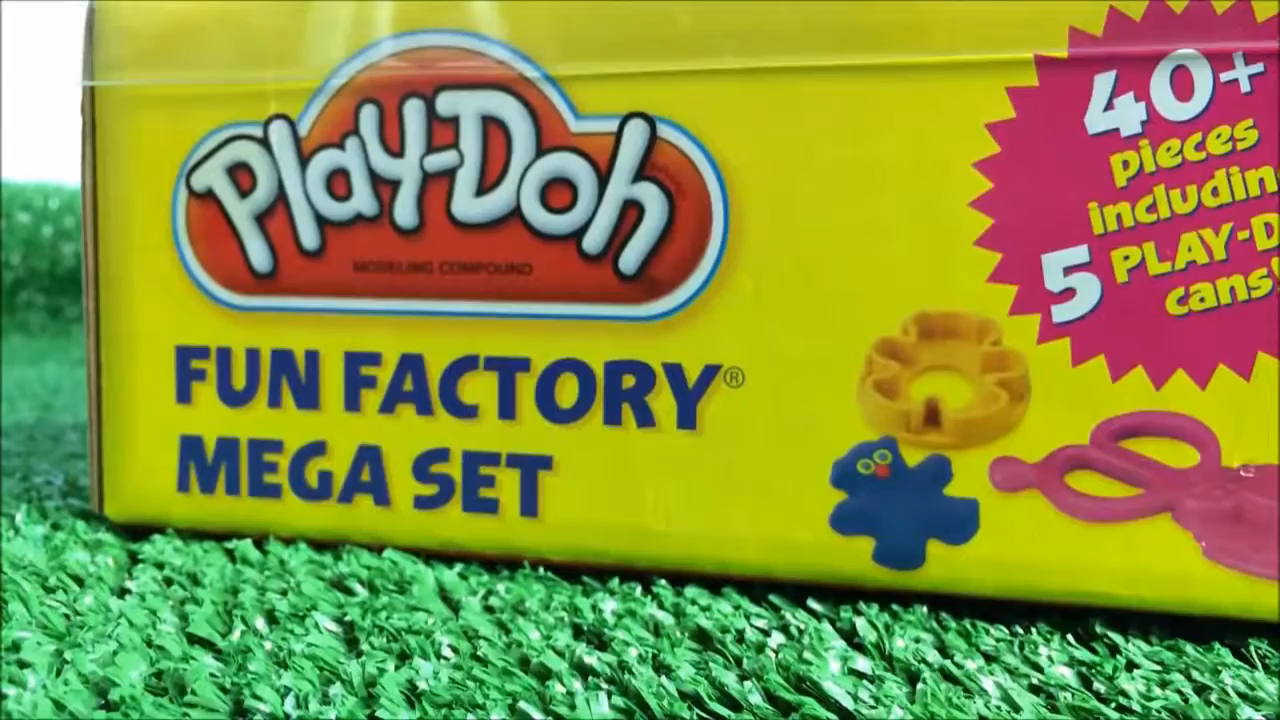 Play-Doh
MODELING COMPOUND
FUN FACTORY®
MEGA SET
40+
pieces
includin
5 PLAY-D
cans!